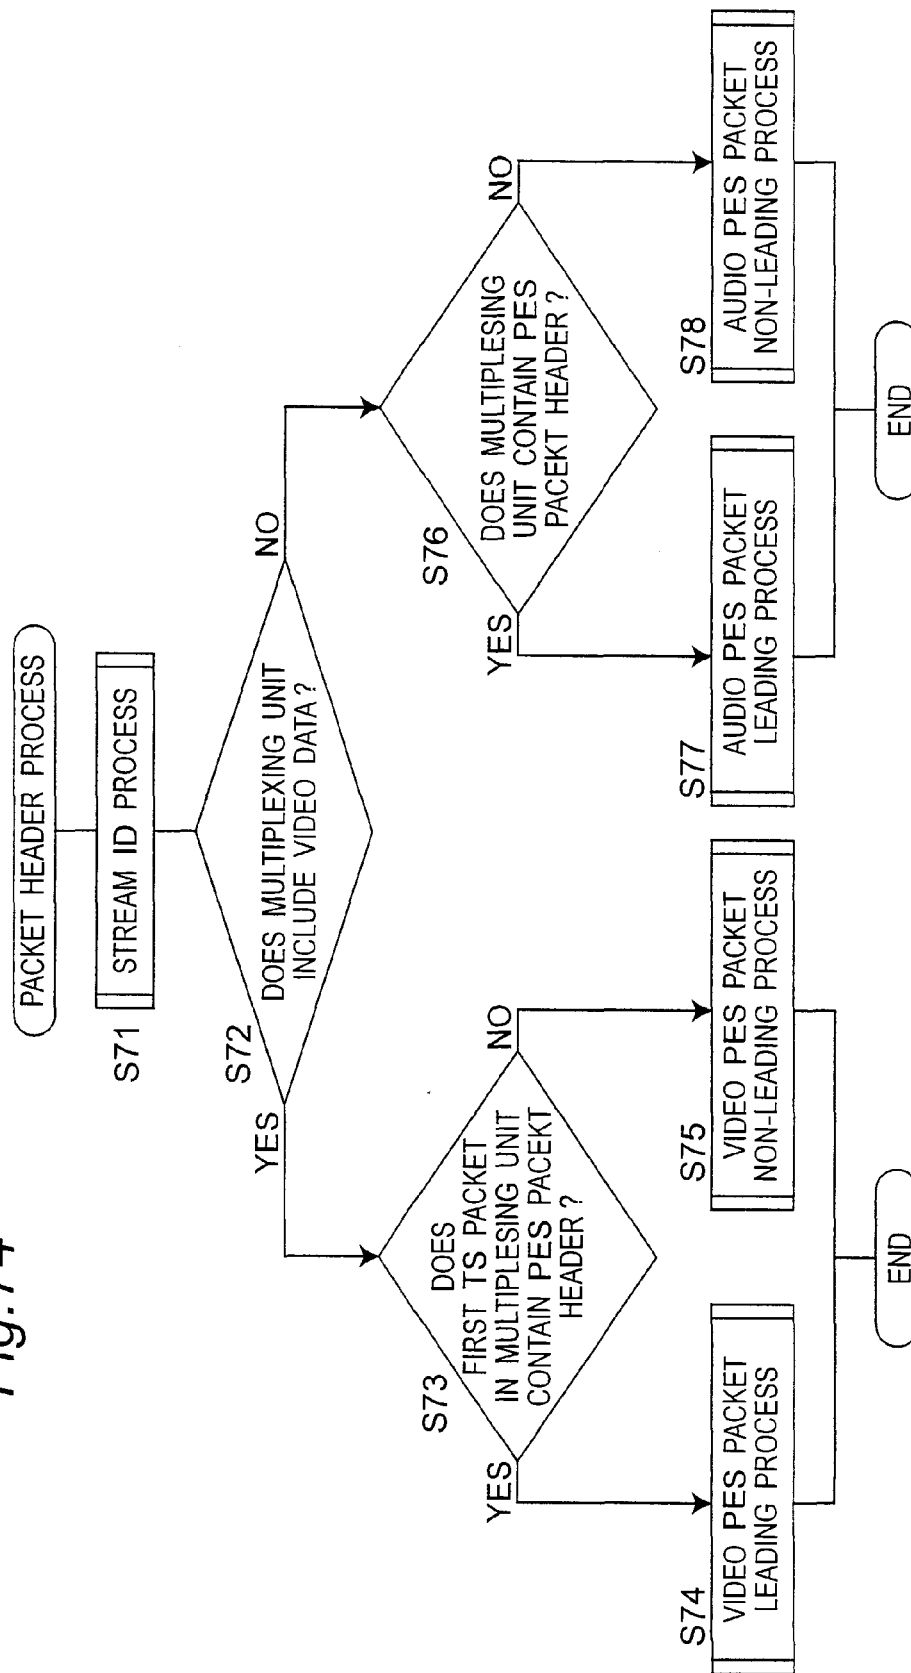 Fig.74
PACKET HEADER PROCESS
S71
STREAM ID PROCESS
S72
DOES MULTIPLEXING UNIT
INCLUDE VIDEO DATA?
YES
NO
S73
DOES
FIRST TS PACKET
IN MULTIPLESING UNIT
CONTAIN PES PACEKT
HEADER?
YES
NO
S76
DOES MULTIPLESING
UNIT CONTAIN PES
PACEKT HEADER?
YES
NO
S74
VIDEO PES PACKET
LEADING PROCESS
S75
VIDEO PES PACKET
NON-LEADING PROCESS
S77
AUDIO PES PACKET
LEADING PROCESS
S78
AUDIO PES PACKET
NON-LEADING PROCESS
END
END